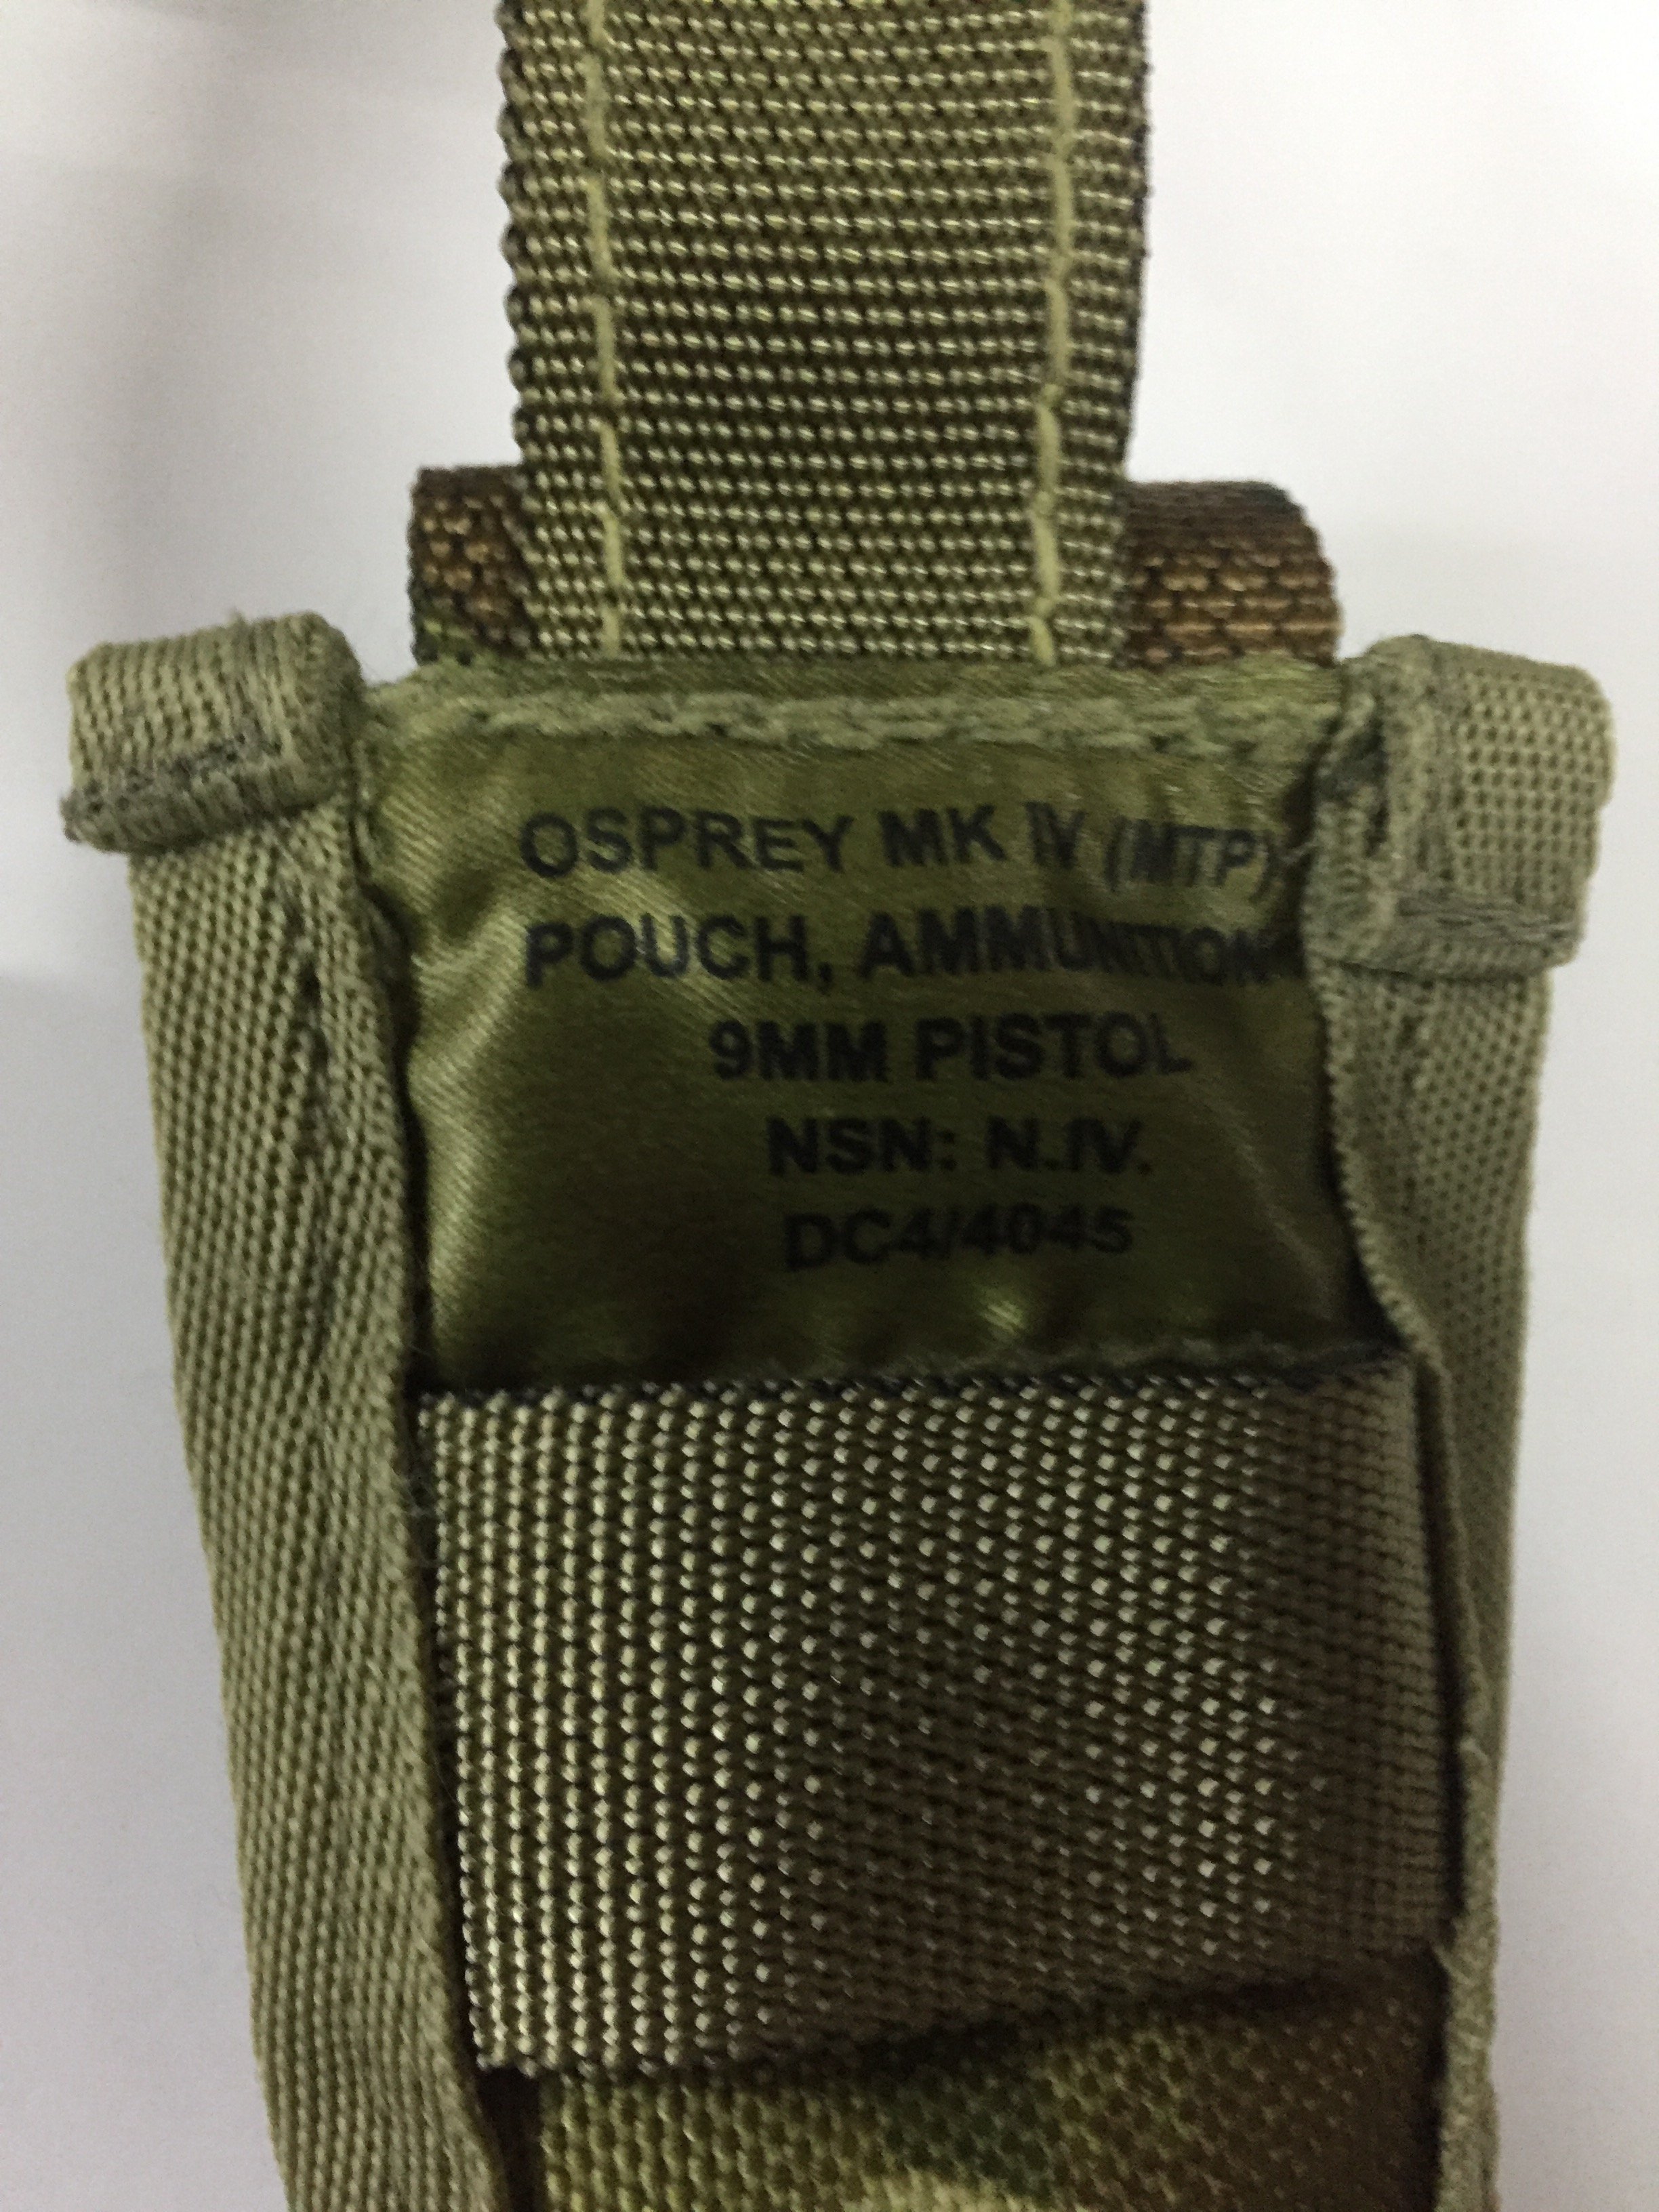 OSPREY MK IV (MTP)
POUCH, AMMUNITION
9MM PISTOL
NSN: N.IV.
DC4/4045